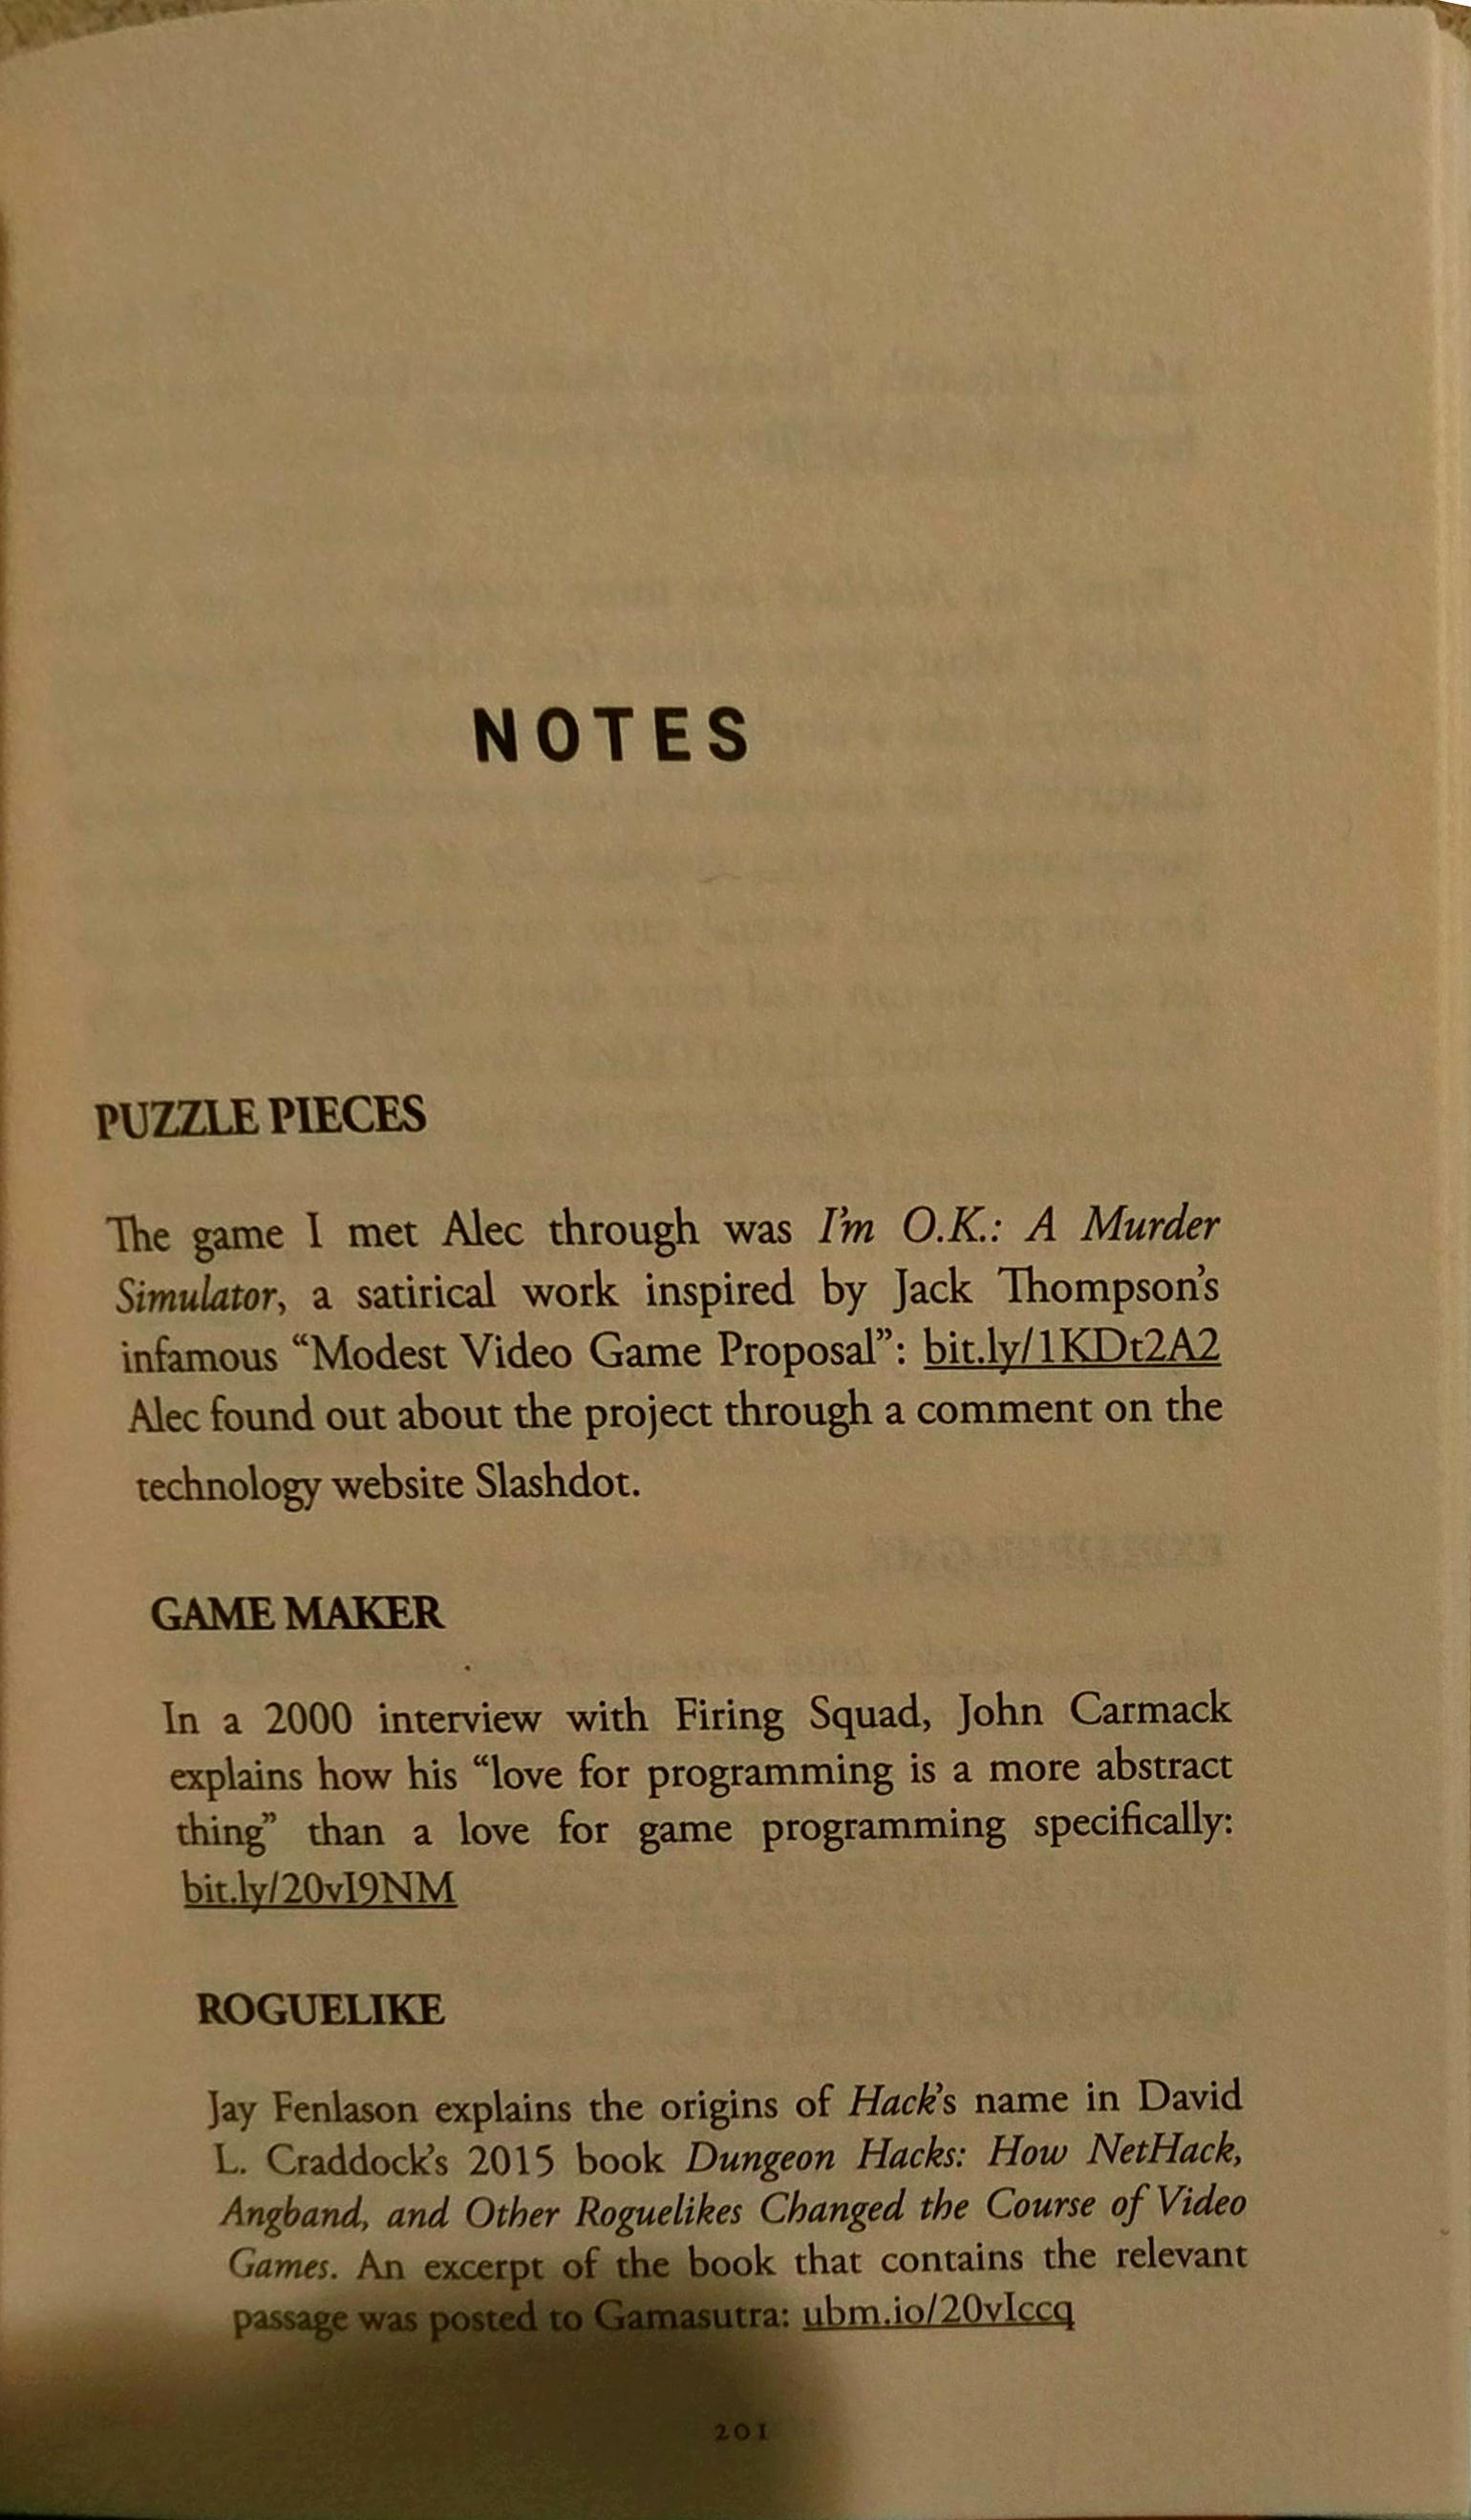 NOTES
PUZZLE PIECES
The game I met Alec through was I'm O.K.: A Murder
Simulator, a satirical work inspired by Jack Thompson's
infamous “Modest Video Game Proposal”: bit.ly/1KDt2A2
Alec found out about the project through a comment on the
technology website Slashdot.
GAME MAKER
In a 2000 interview with Firing Squad, John Carmack
explains how his “love for programming is a more abstract
thing” than a love for game programming specifically:
bit.ly/20vI9NM
ROGUELIKE
Jay Fenlason explains the origins of Hack's name in David
L. Craddock's 2015 book Dungeon Hacks: How NetHack,
Angband, and Other Roguelikes Changed the Course of Video
Games. An excerpt of the book that contains the relevant
passage was posted to Gamasutra: ubm.io/20vIccq
201